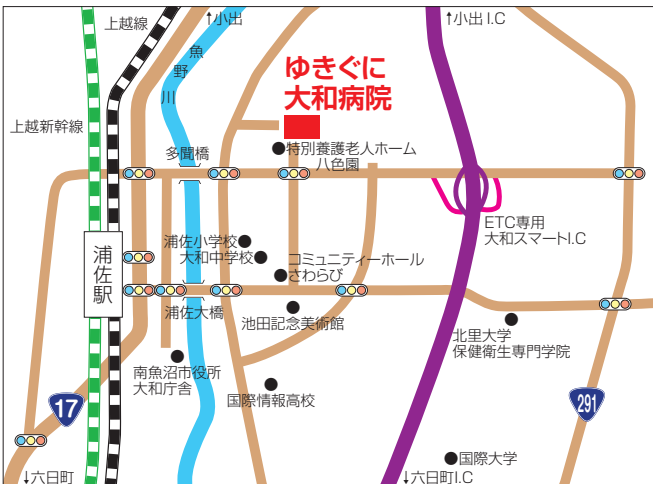 上越線
↑小出
↑小出 I.C
魚野川
ゆきぐに
大和病院
上越新幹線
多聞橋
特別養護老人ホーム
八色園
ETC専用
大和スマートI.C
浦佐小学校
大和中学校
コミュニティーホール
さわらび
浦佐駅
浦佐大橋
池田記念美術館
北里大学
保健衛生専門学院
南魚沼市役所
大和庁舎
国際情報高校
17
291
国際大学
↓六日町
↓六日町I.C